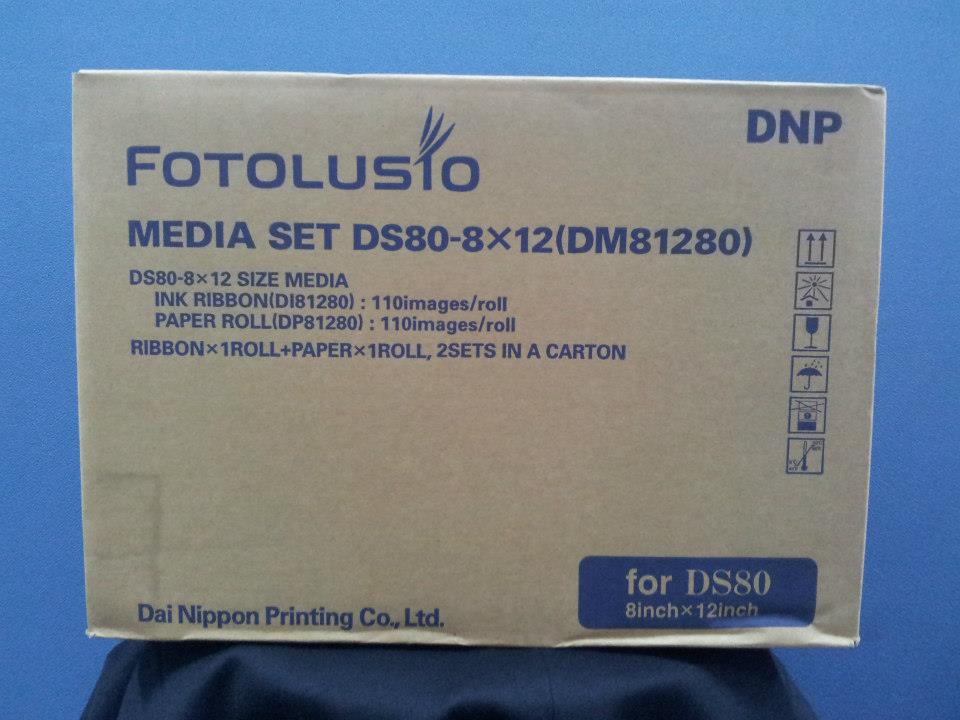 DNP
FOTOLUSIO
MEDIA SET DS80-8×12(DM81280)
DS80-8×12 SIZE MEDIA
INK RIBBON(DI81280) : 110images/roll
PAPER ROLL(DP81280) : 110images/roll
RIBBON×1ROLL+PAPER×1ROLL, 2SETS IN A CARTON
for DS80
8inch×12inch
Dai Nippon Printing Co., Ltd.